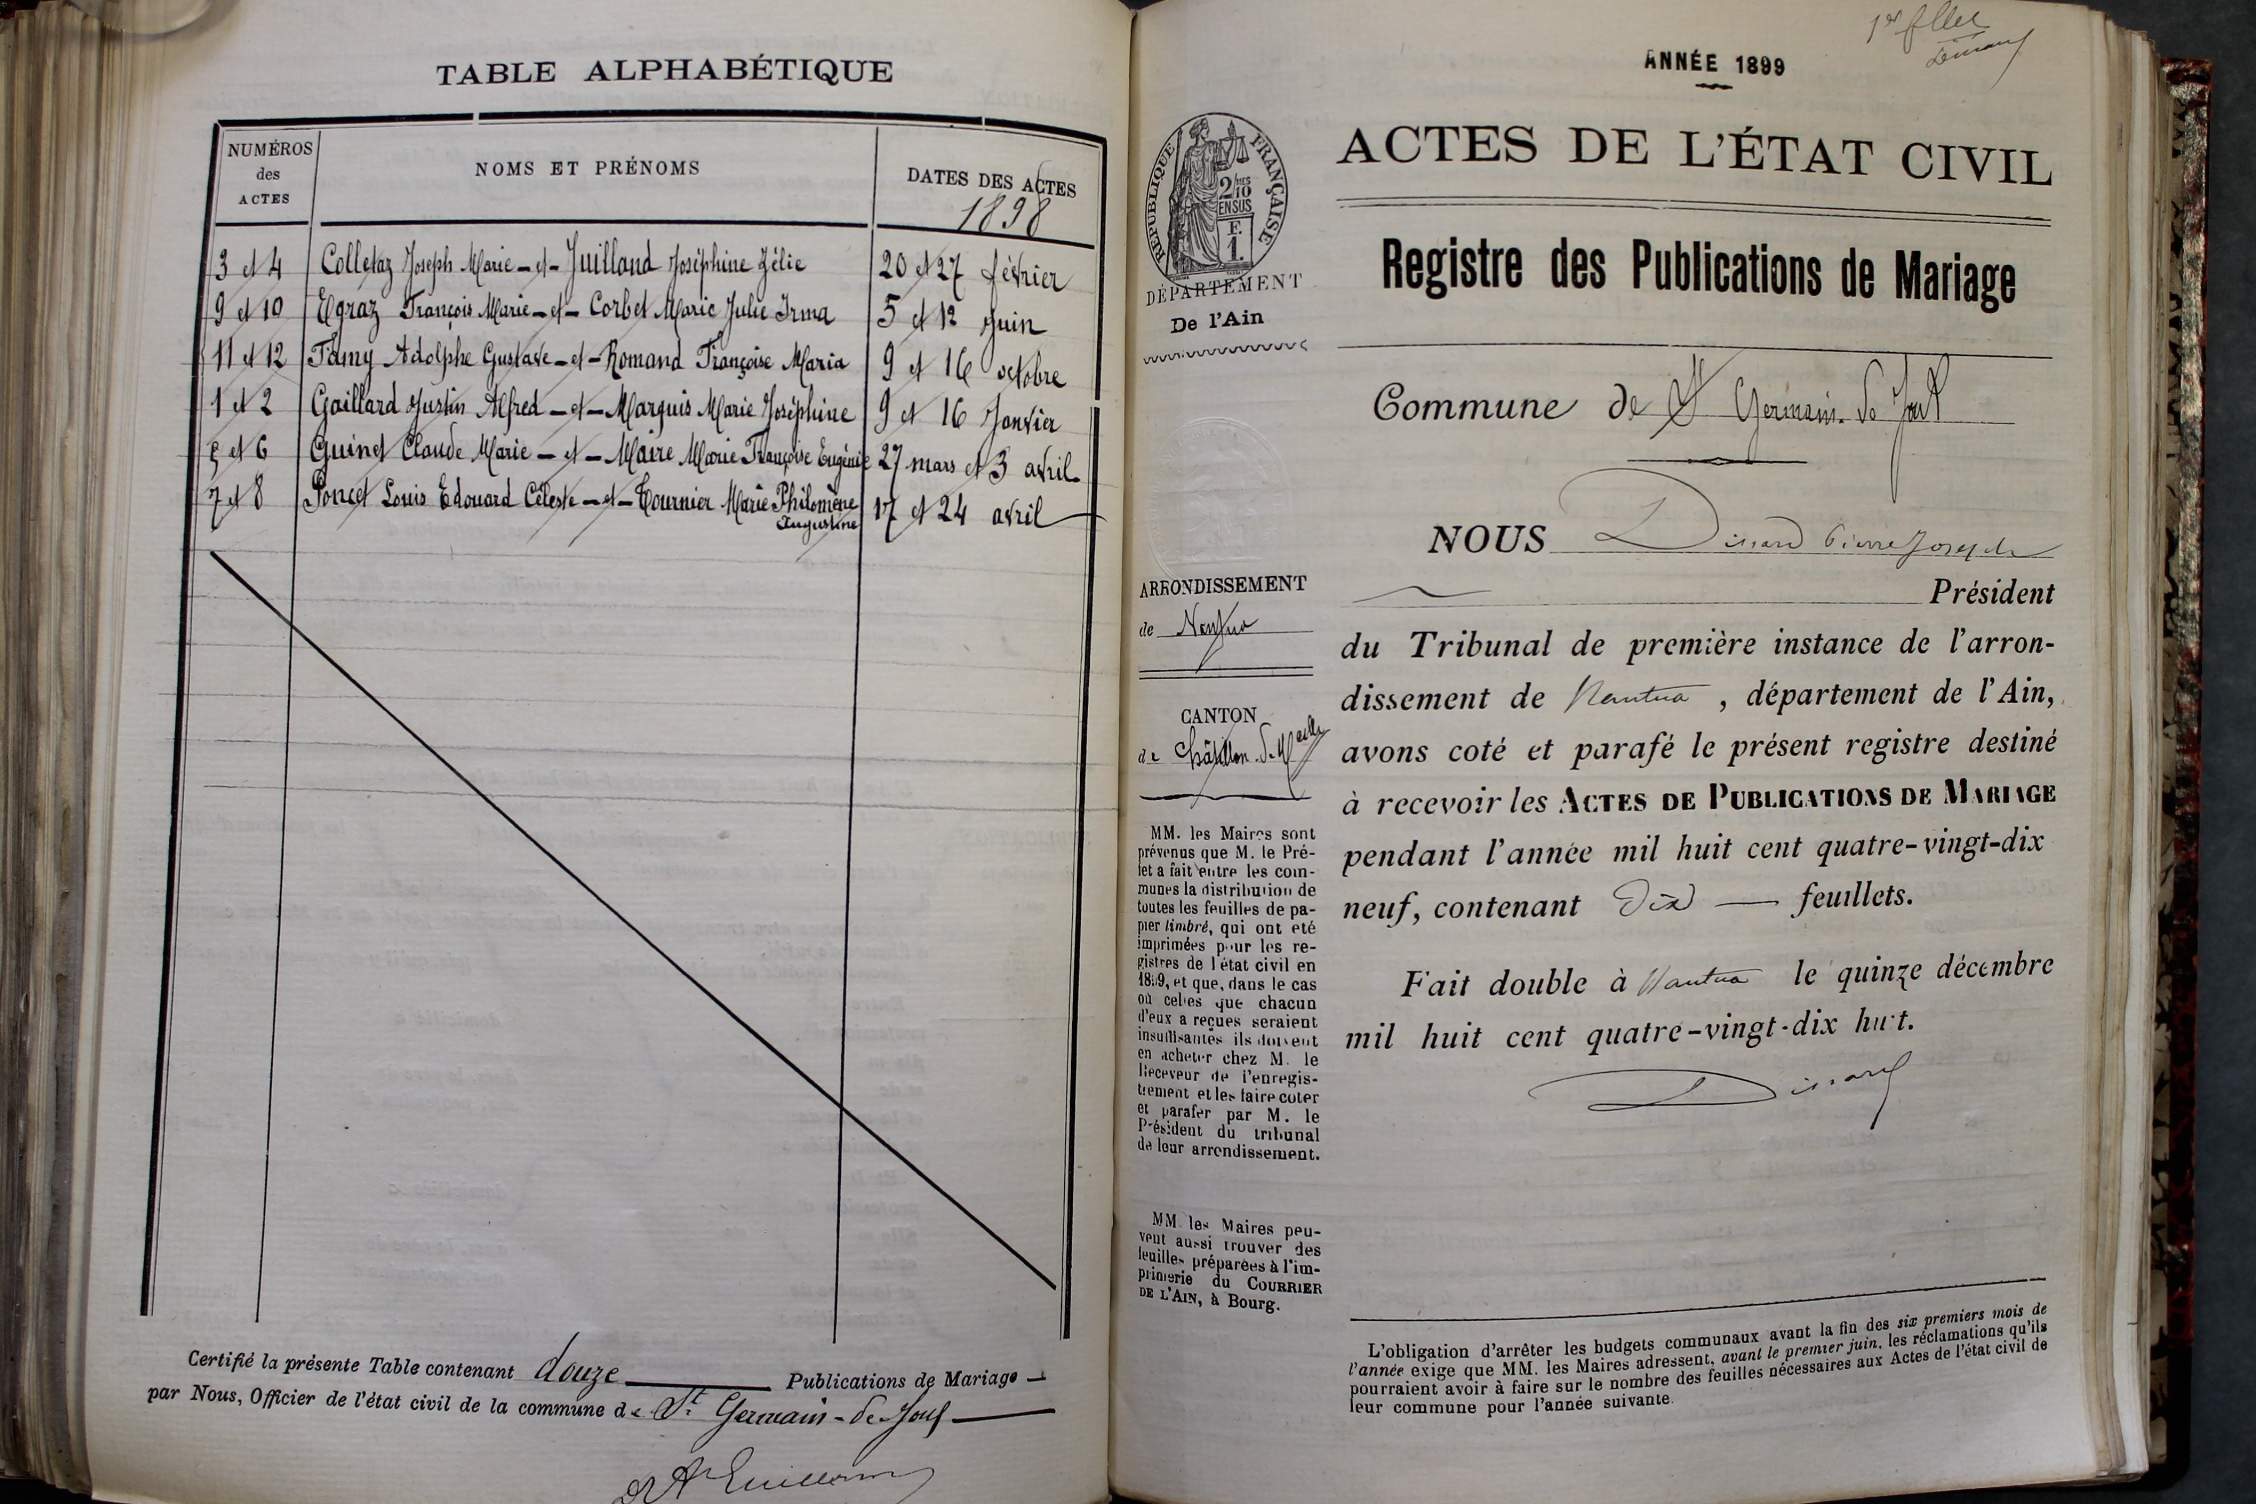 TABLE ALPHABÉTIQUE
NUMÉROS
des
ACTES
NOMS ET PRÉNOMS
DATES DES ACTES
1898
3 et 4 Colletaz Joseph Marie - et - Juilland Joséphine Zélie 20 et 27 février
9 et 10 Egraz François Marie - et - Corbet Marie Julie Irma 5 et 12 Juin
11 et 12 Famy Adolphe Gustave - et - Romand Françoise Maria 9 et 16 octobre
1 et 2 Gaillard Justin Alfred - et - Marquis Marie Joséphine 9 et 16 Janvier
5 et 6 Guinet Claude Marie - et - Maire Marie Françoise Eugénie 27 mars et 3 avril
7 et 8 Poncet Louis Edouard Céleste - et - Tournier Marie Philomène 17 et 24 avril
Augustine
Certifié la présente Table contenant douze Publications de Mariage
par Nous, Officier de l'état civil de la commune de St Germain-de-Joux
1er
ANNÉE 1899
RÉPUBLIQUE FRANÇAISE
2/10
MES
EN SUS
F.
1.
DÉPARTEMENT
De l'Ain
ARRONDISSEMENT
de Nantua
CANTON
de Châtillon-de-Mlle
MM. les Maires sont
prévenus que M. le Pré-
fet a fait entre les com-
munes la distribution de
toutes les feuilles de pa-
pier timbré, qui ont été
imprimées pour les re-
gistres de l'état civil en
1899, et que, dans le cas
où celles que chacun
d'eux a reçues seraient
insuffisantes ils doivent
en acheter chez M. le
Receveur de l'enregis-
trement et les faire coter
et parafer par M. le
Président du tribunal
de leur arrondissement.
MM. les Maires peu-
vent aussi trouver des
feuilles préparées à l'im-
primerie du COURRIER
DE L'AIN, à Bourg.
ACTES DE L'ÉTAT CIVIL
Registre des Publications de Mariage
Commune de St Germain-de-Joux
NOUS Dissard Pierre Joseph
Président
du Tribunal de première instance de l'arron-
dissement de Nantua, département de l'Ain,
avons coté et parafé le présent registre destiné
à recevoir les ACTES DE PUBLICATIONS DE MARIAGE
pendant l'année mil huit cent quatre-vingt-dix
neuf, contenant Dix feuillets.
Fait double à Nantua le quinze décembre
mil huit cent quatre-vingt-dix huit.
Dissard
L'obligation d'arrêter les budgets communaux avant la fin des six premiers mois de
l'année exige que MM. les Maires adressent, avant le premier juin, les réclamations qu'ils
pourraient avoir à faire sur le nombre des feuilles nécessaires aux Actes de l'état civil de
leur commune pour l'année suivante.